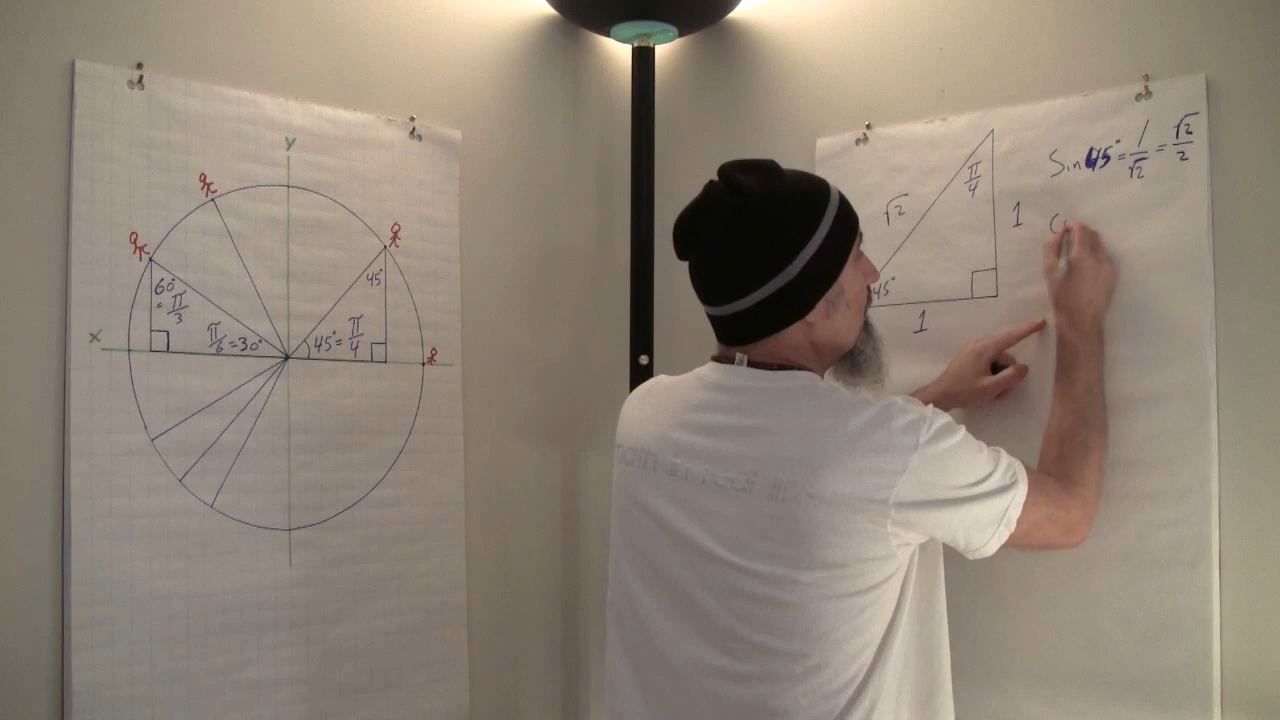 y
x
60°
= π/3
π/6 = 30°
45°
45° = π/4
√2
π/4
1
45°
1
Sin 45° = 1/√2 = √2/2
C